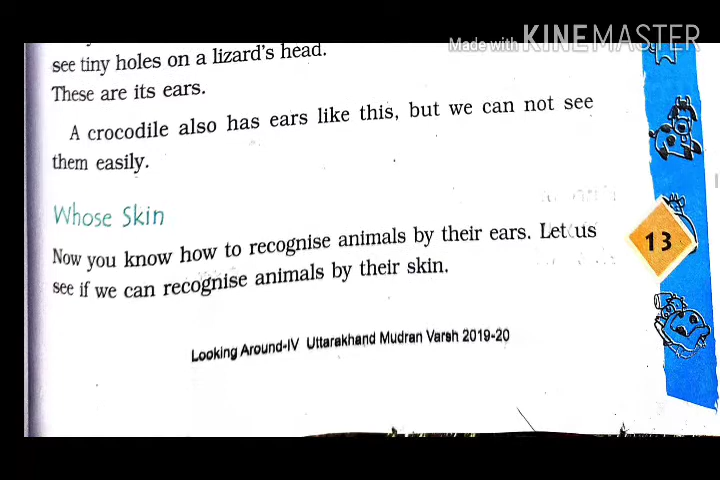 Made with KINEMASTER
see tiny holes on a lizard's head.
These are its ears.
A crocodile also has ears like this, but we can not see
them easily.
Whose Skin
Now you know how to recognise animals by their ears. Let us
see if we can recognise animals by their skin.
13
Looking Around-IV Uttarakhand Mudran Varsh 2019-20